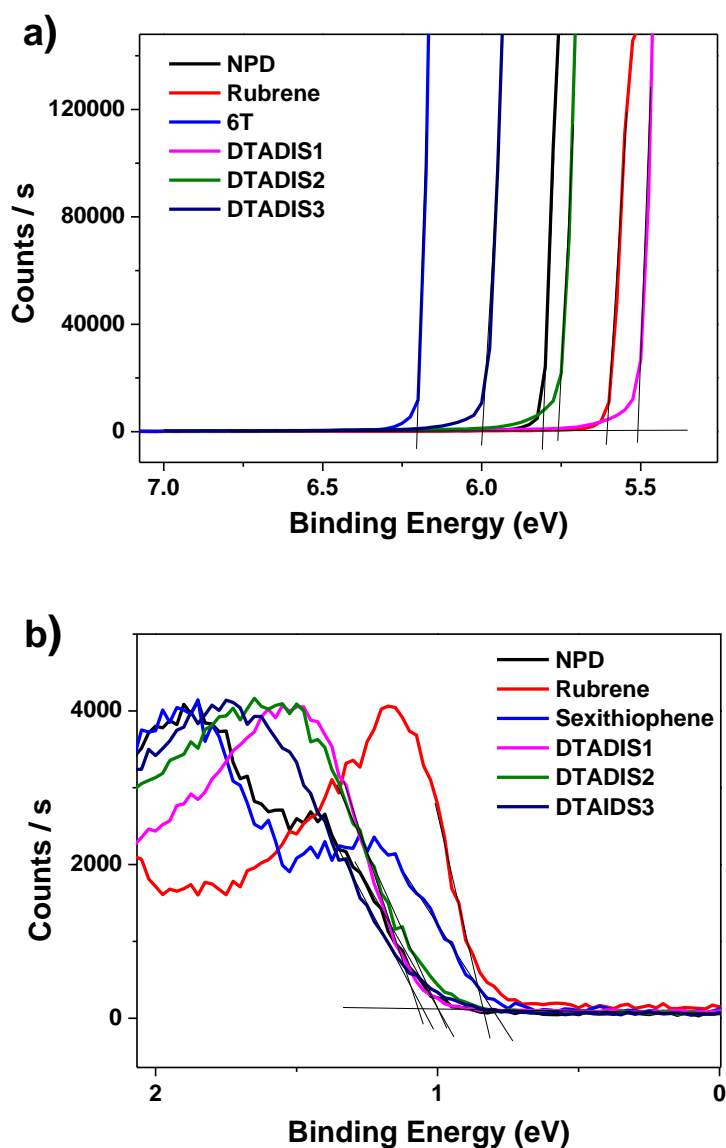 a)
NPD
Rubrene
6T
DTADIS1
DTADIS2
DTADIS3
120000
80000
40000
0
Counts / s
7.0 6.5 6.0 5.5
Binding Energy (eV)
b)
NPD
Rubrene
Sexithiophene
DTADIS1
DTADIS2
DTAIDS3
4000
2000
0
Counts / s
2 1 0
Binding Energy (eV)